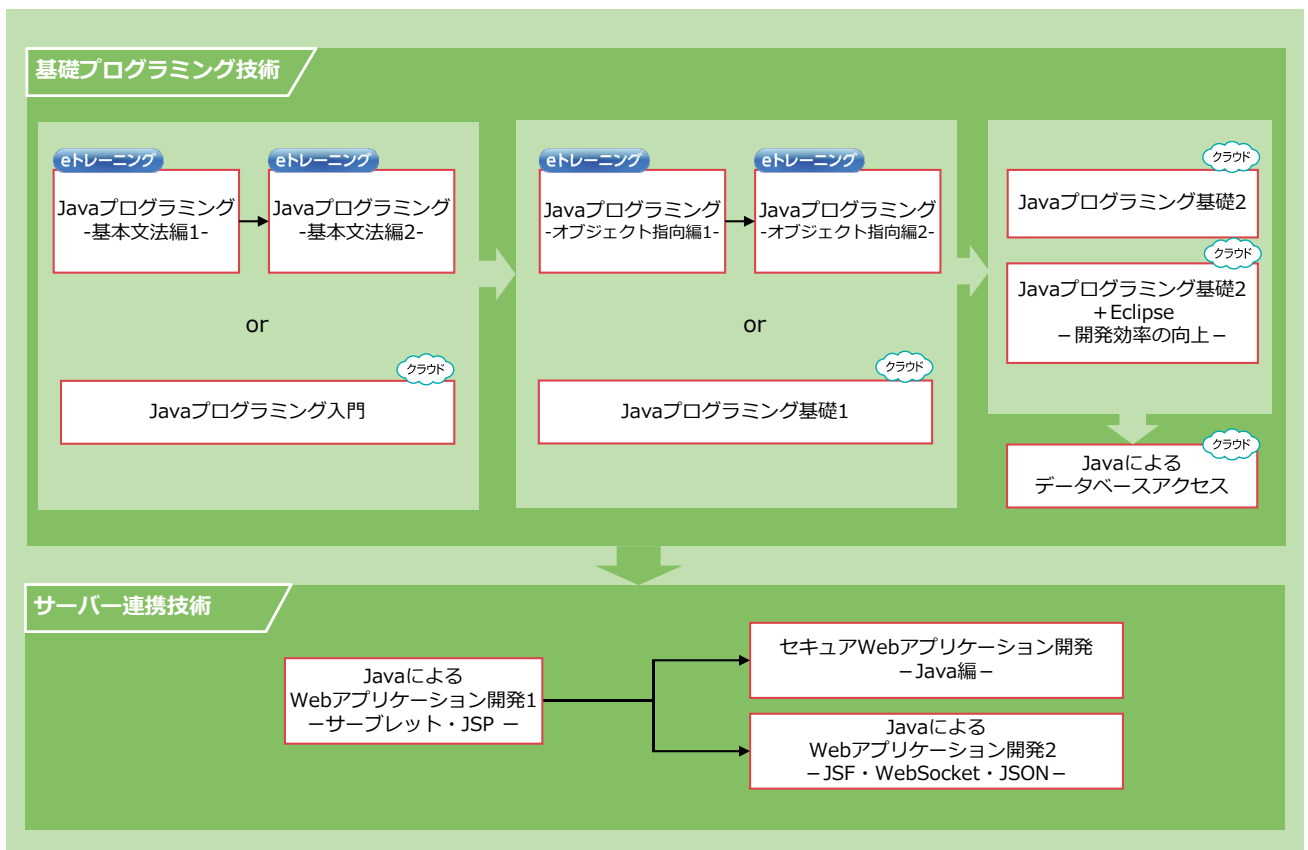 基礎プログラミング技術
eトレーニング
Javaプログラミング
-基本文法編1-
eトレーニング
Javaプログラミング
-基本文法編2-
or
クラウド
Javaプログラミング入門
eトレーニング
Javaプログラミング
-オブジェクト指向編1-
eトレーニング
Javaプログラミング
-オブジェクト指向編2-
or
クラウド
Javaプログラミング基礎1
クラウド
Javaプログラミング基礎2
クラウド
Javaプログラミング基礎2
＋Eclipse
－開発効率の向上－
クラウド
Javaによる
データベースアクセス
サーバー連携技術
Javaによる
Webアプリケーション開発1
－サーブレット・JSP －
セキュアWebアプリケーション開発
－Java編－
Javaによる
Webアプリケーション開発2
－JSF・WebSocket・JSON－